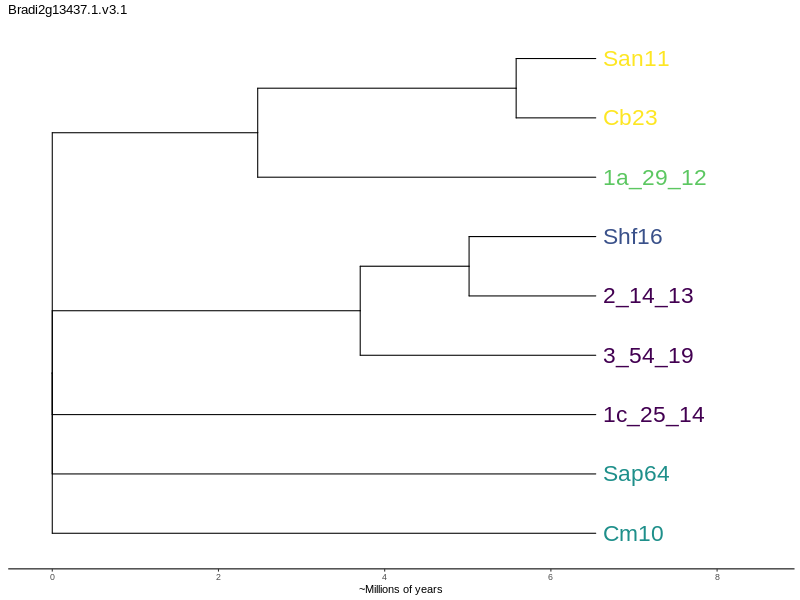 Bradi2g13437.1.v3.1
San11
Cb23
1a_29_12
Shf16
2_14_13
3_54_19
1c_25_14
Sap64
Cm10
0 2 4 6 8
~Millions of years